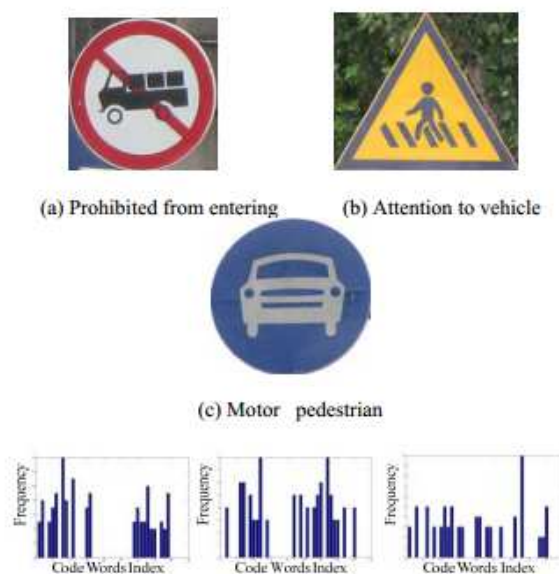 (a) Prohibited from entering
(b) Attention to vehicle
(c) Motor pedestrian
Frequency
Frequency
Frequency
Code Words Index
Code Words Index
Code Words Index